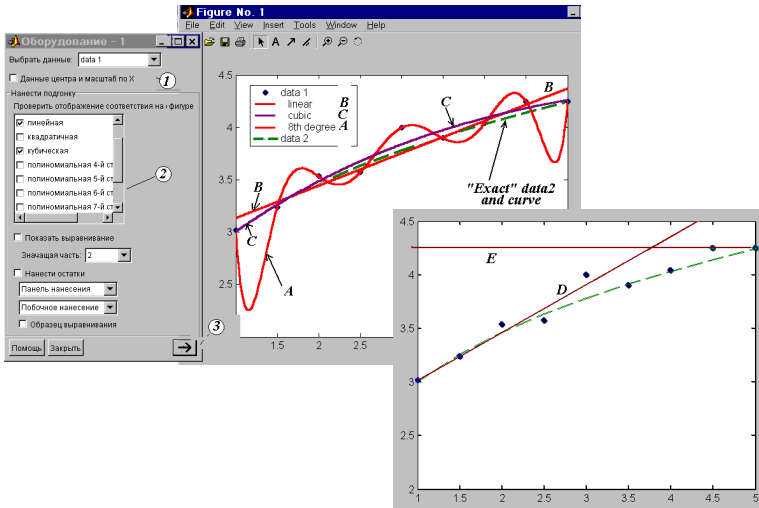 Figure No. 1
File Edit View Insert Tools Window Help
Оборудование - 1
Выбрать данные: data 1
Данные центра и масштаб по X
1
Нанести подгонку
Проверить отображение соответствия на фигуре
линейная
квадратичная
кубическая
полиномиальная 4-й ст
полиномиальная 5-й ст
полиномиальная 6-й ст
полиномиальная 7-й ст
2
Показать выравнивание
Значащая часть: 2
Нанести остатки
Панель нанесения
Побочное нанесение
Образец выравнивания
3
Помощь Закрыть
4.5
4
3.5
3
2.5
1.5 2 2.5
data 1
linear B
cubic C
8th degree A
data 2
B
C
B
C
A
"Exact" data2
and curve
4.5
4
3.5
3
2.5
2
1 1.5 2 2.5 3 3.5 4 4.5 5
E
D